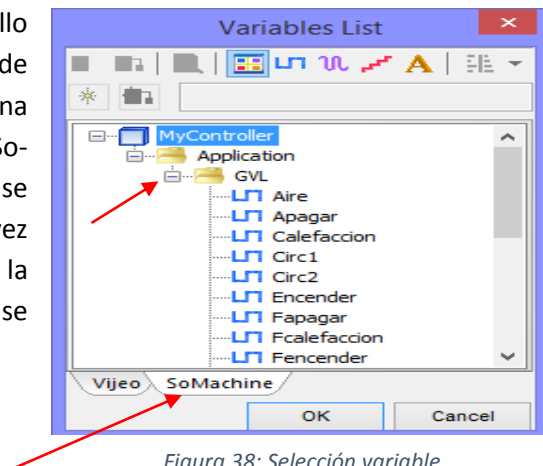 llo
de
na
So-
se
vez
la
se
Variables List
A
MyController
Application
GVL
Aire
Apagar
Calefaccion
Circ1
Circ2
Encender
Fapagar
Fcalefaccion
Fencender
Vijeo
SoMachine
OK
Cancel
Figura 38: Selección variable